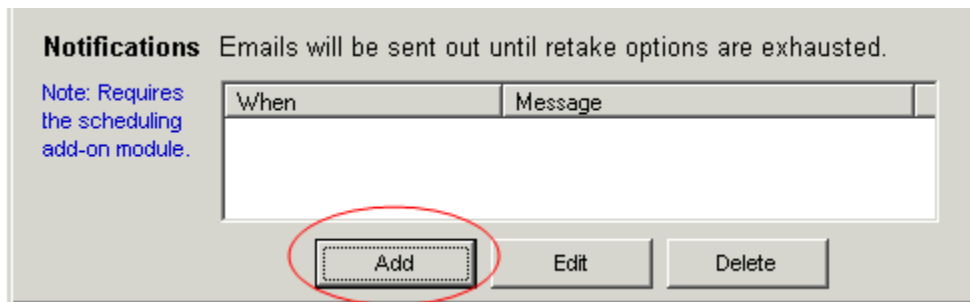 Notifications Emails will be sent out until retake options are exhausted.
Note: Requires
the scheduling
add-on module.
When Message
Add Edit Delete